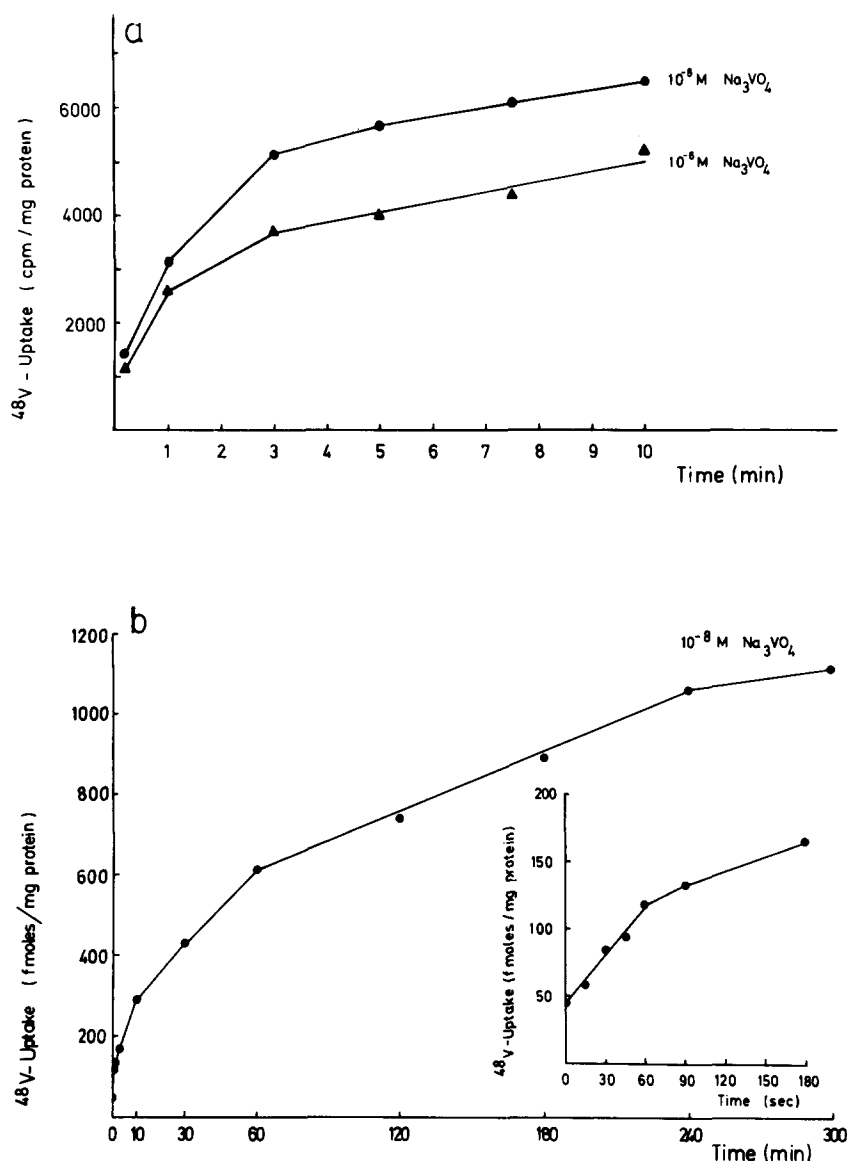 a
⁴⁸V - Uptake ( cpm / mg protein )
6000
4000
2000
10⁻⁸ M Na₃VO₄
10⁻⁶ M Na₃VO₄
1 2 3 4 5 6 7 8 9 10
Time (min)
b
⁴⁸V-Uptake ( f moles/mg protein )
1200
1000
800
600
400
200
10⁻⁸ M Na₃VO₄
0 10 30 60 120 180 240 300
Time (min)
⁴⁸V-Uptake (f moles / mg protein)
200
150
100
50
0 30 60 90 120 150 180
Time (sec)